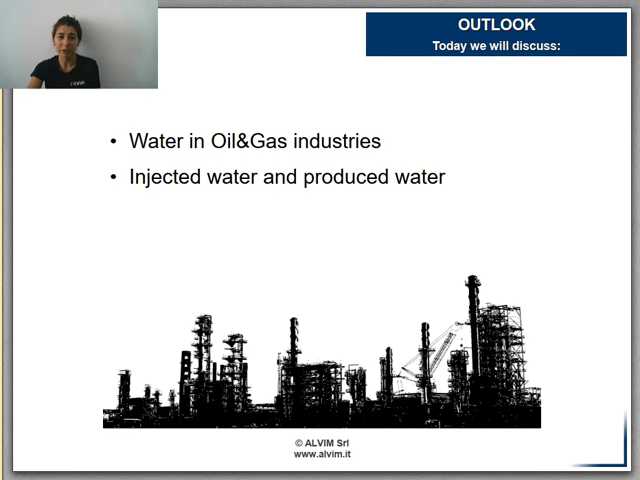 OUTLOOK
Today we will discuss:
• Water in Oil&Gas industries
• Injected water and produced water
© ALVIM Srl
www.alvim.it